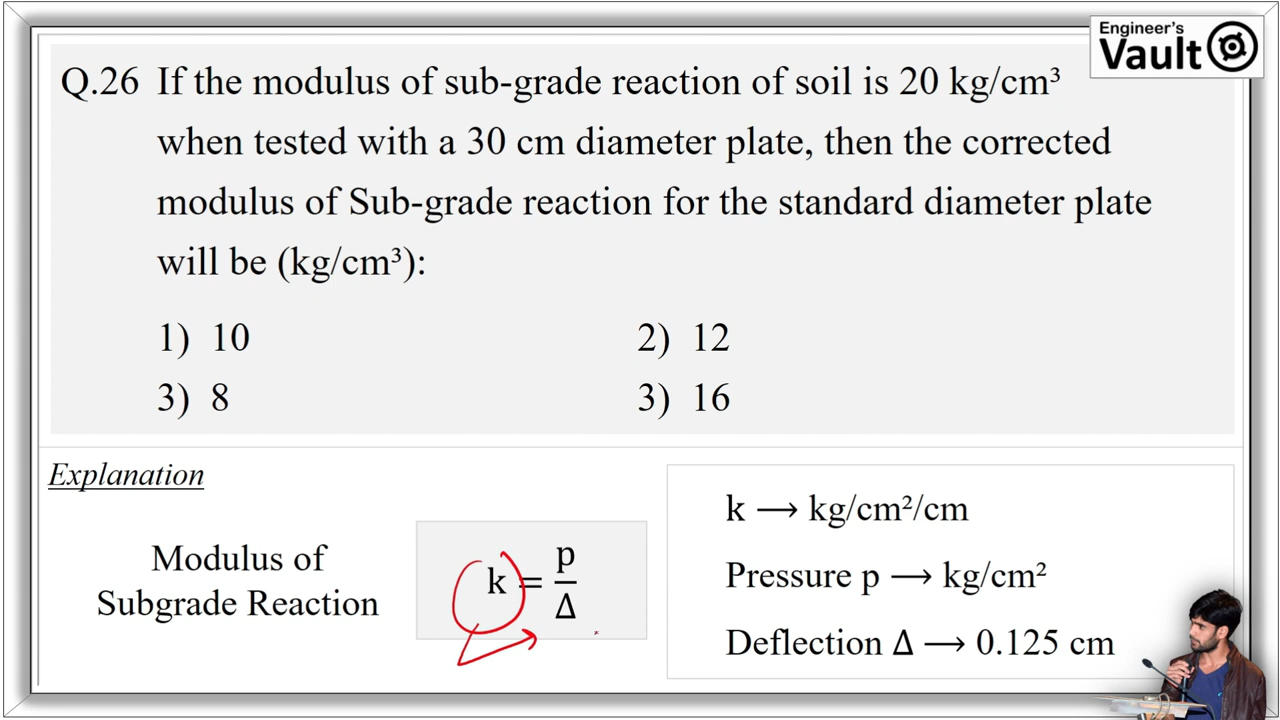 Engineer's
Vault
Q.26 If the modulus of sub-grade reaction of soil is 20 kg/cm³
when tested with a 30 cm diameter plate, then the corrected
modulus of Sub-grade reaction for the standard diameter plate
will be (kg/cm³):
1) 10
2) 12
3) 8
3) 16
Explanation
Modulus of
Subgrade Reaction
k = p/Δ
k → kg/cm²/cm
Pressure p → kg/cm²
Deflection Δ → 0.125 cm